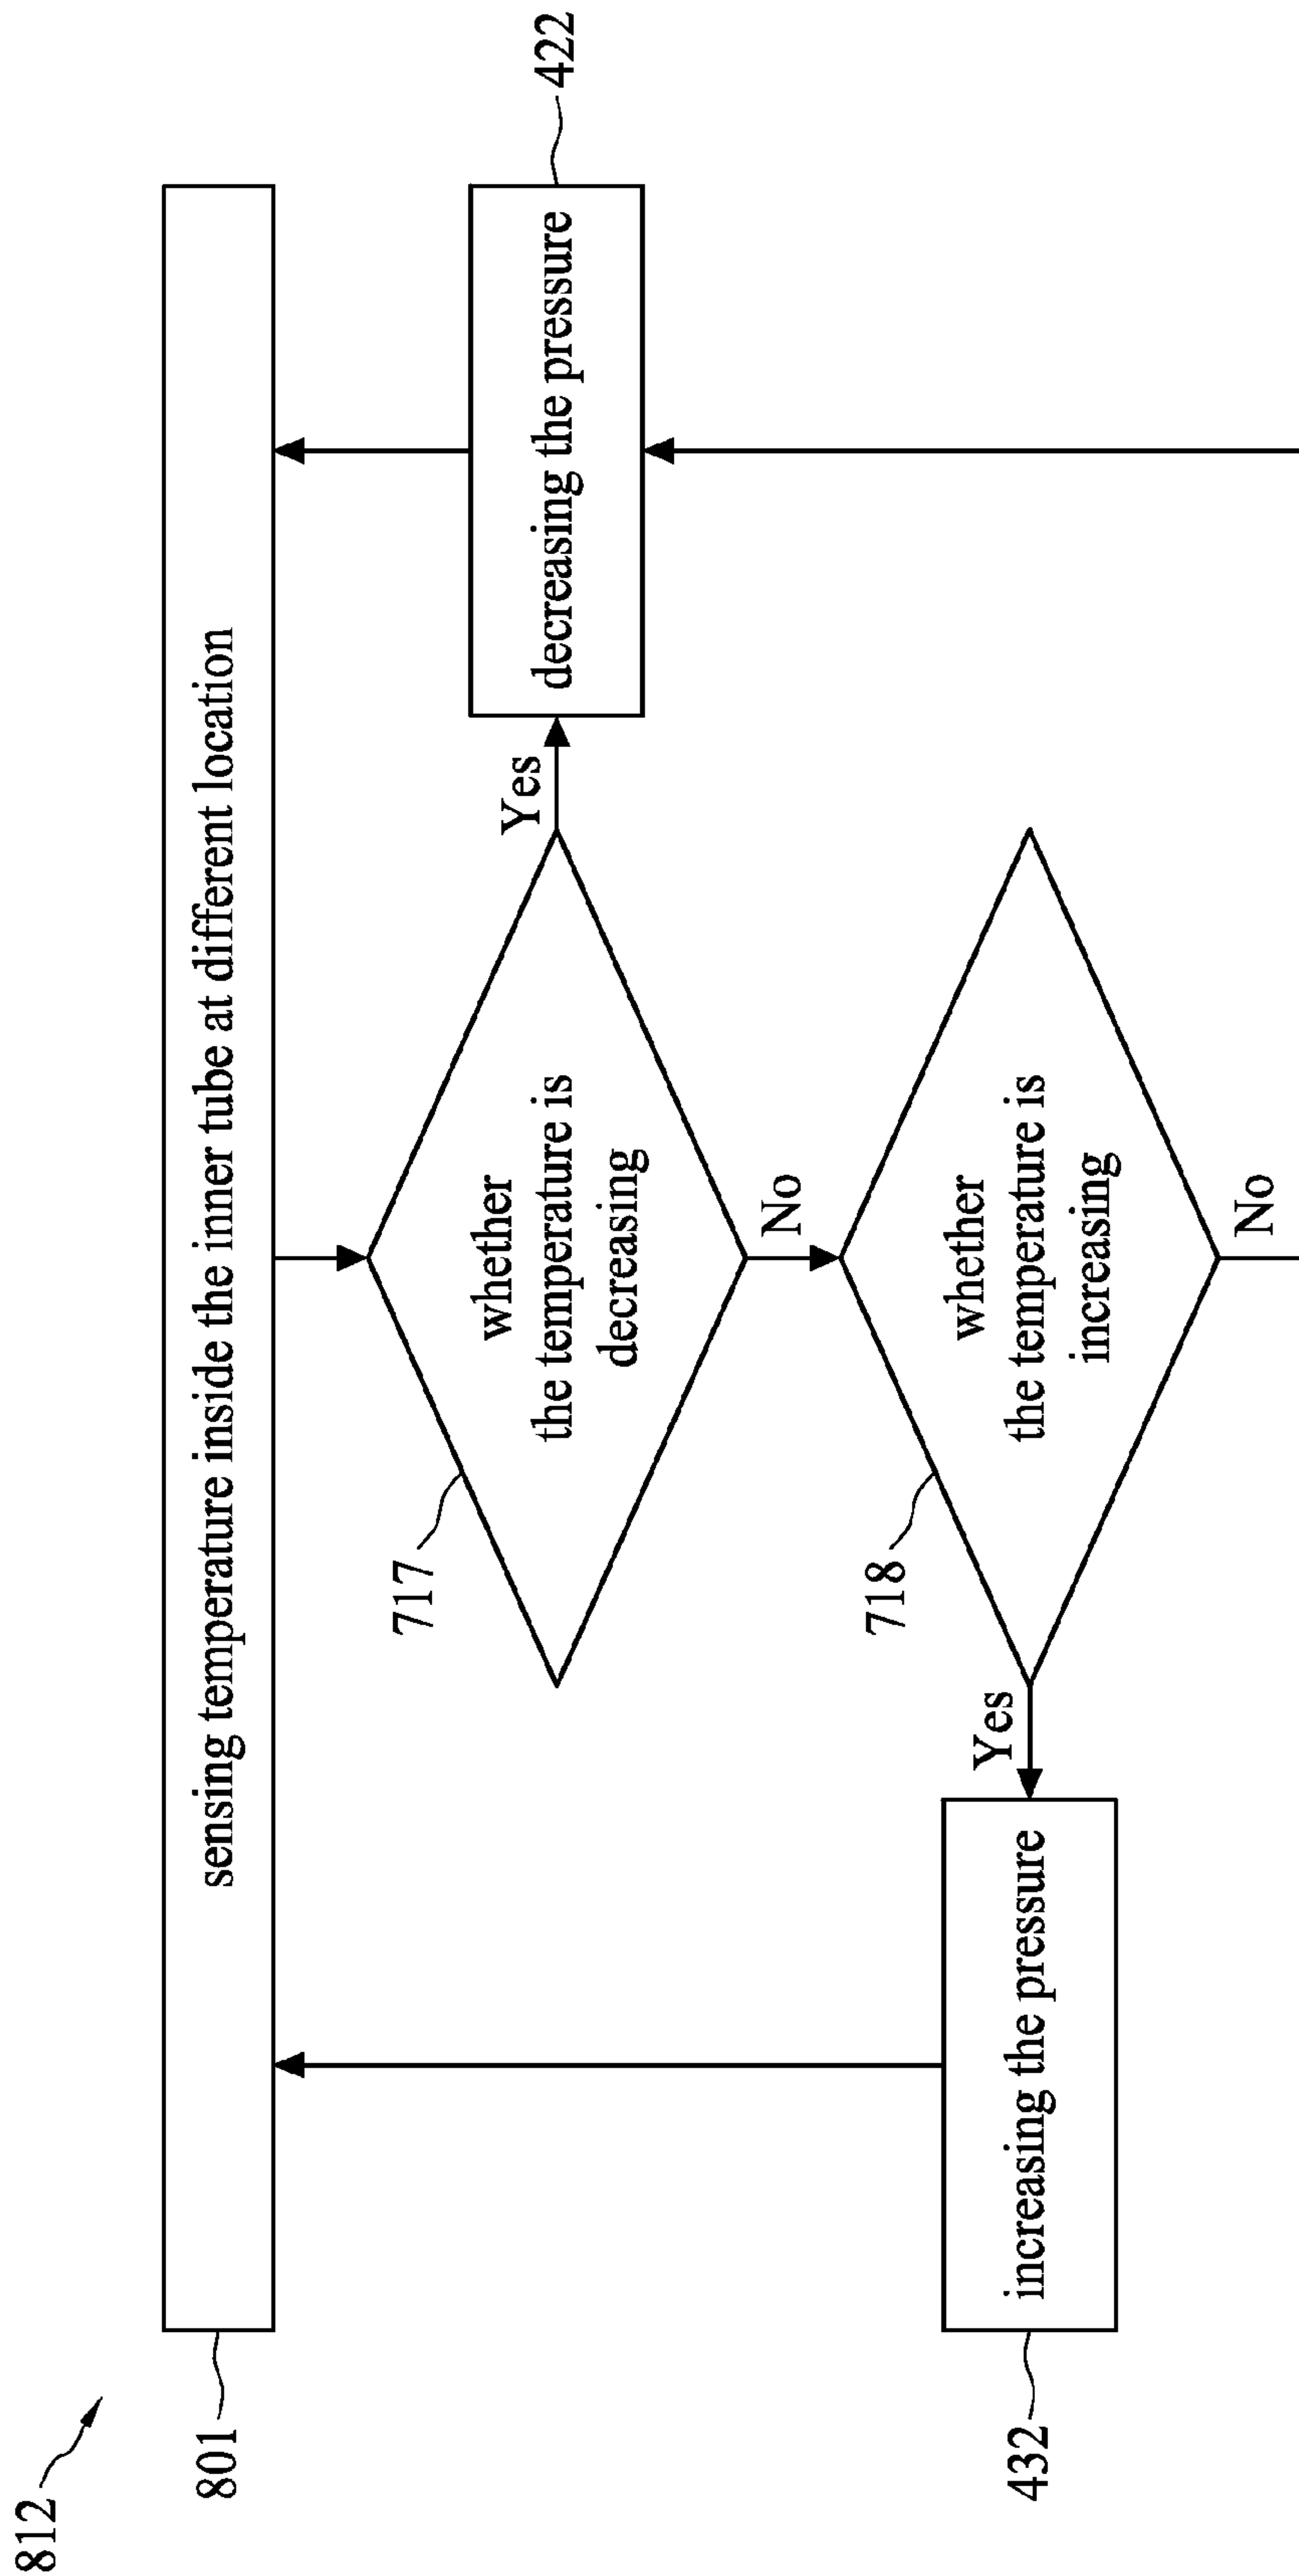 812
801
sensing temperature inside the inner tube at different location
717
whether
the temperature is
decreasing
Yes
decreasing the pressure
422
No
718
whether
the temperature is
increasing
Yes
increasing the pressure
432
No